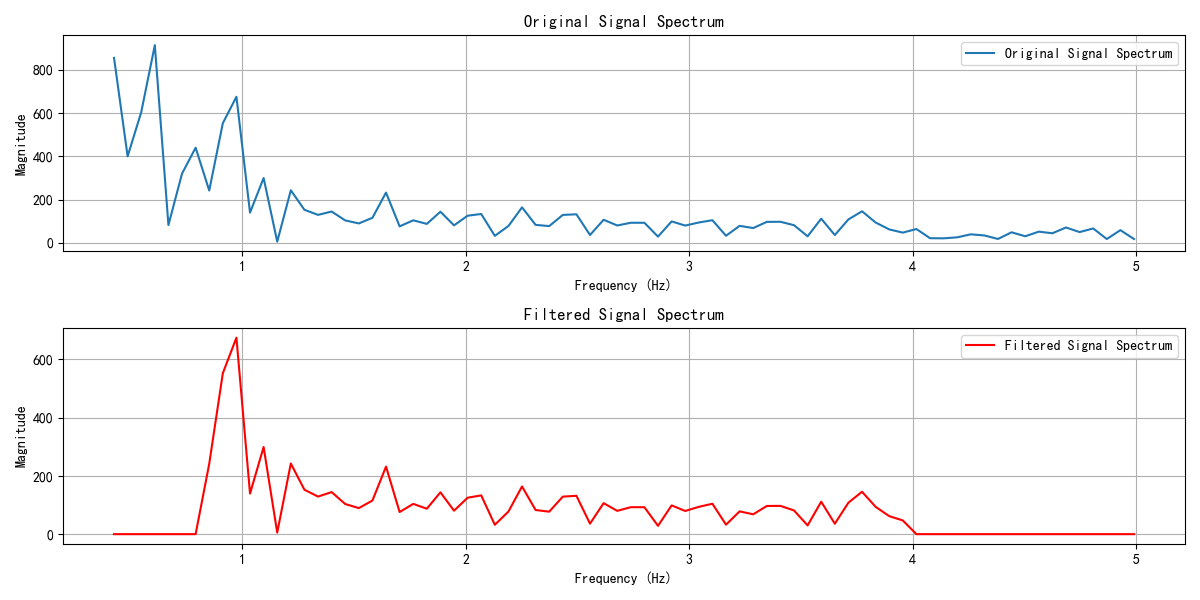 Original Signal Spectrum
Original Signal Spectrum
Magnitude
800
600
400
200
0
1 2 3 4 5
Frequency (Hz)
Filtered Signal Spectrum
Filtered Signal Spectrum
Magnitude
600
400
200
0
1 2 3 4 5
Frequency (Hz)